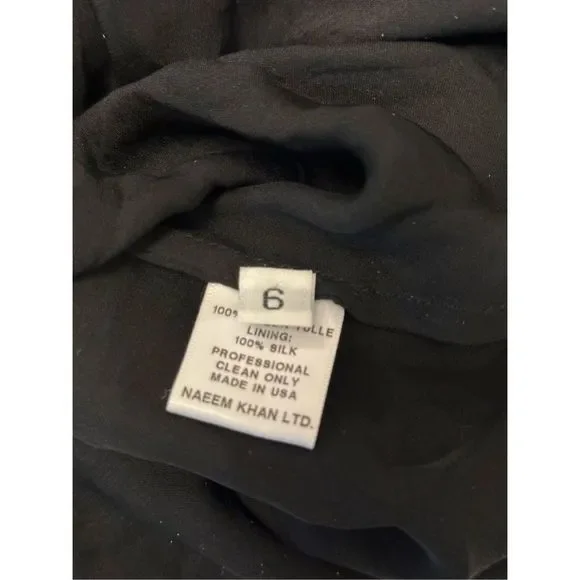 6
100% TULLE
LINING:
100% SILK
PROFESSIONAL
CLEAN ONLY
MADE IN USA
NAEEM KHAN LTD.